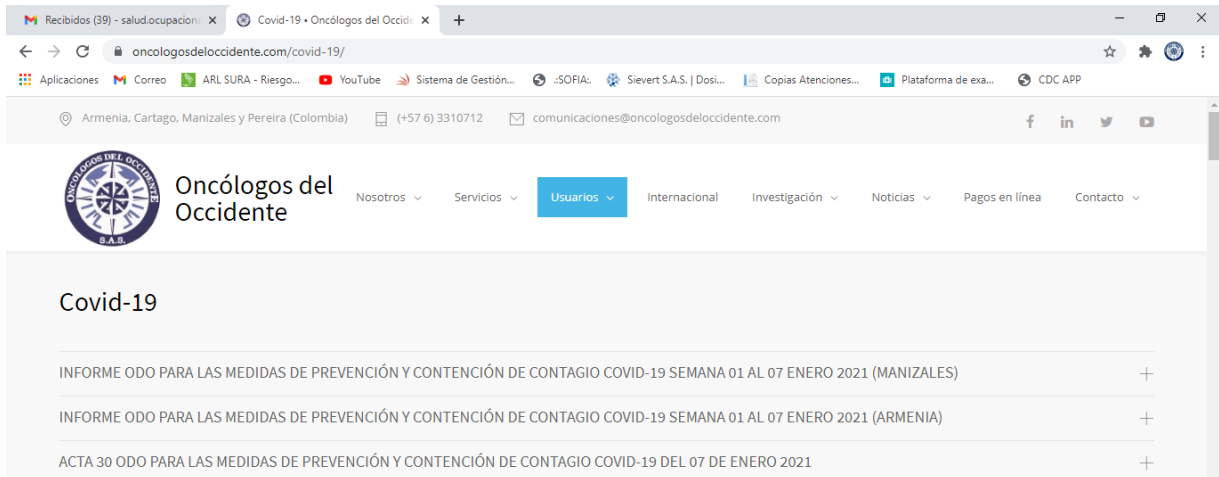 Recibidos (39) - salud.ocupaciona
Covid-19 • Oncólogos del Occide
oncologosdeloccidente.com/covid-19/
Aplicaciones Correo ARL SURA - Riesgo... YouTube Sistema de Gestión... .:SOFIA:. Sievert S.A.S. | Dosi... Copias Atenciones... Plataforma de exa... CDC APP
Armenia, Cartago, Manizales y Pereira (Colombia) (+57 6) 3310712 comunicaciones@oncologosdeloccidente.com
ONCOLOGOS DEL OCCIDENTE
S.A.S.
Oncólogos del
Occidente
Nosotros Servicios Usuarios Internacional Investigación Noticias Pagos en línea Contacto
Covid-19
INFORME ODO PARA LAS MEDIDAS DE PREVENCIÓN Y CONTENCIÓN DE CONTAGIO COVID-19 SEMANA 01 AL 07 ENERO 2021 (MANIZALES)
INFORME ODO PARA LAS MEDIDAS DE PREVENCIÓN Y CONTENCIÓN DE CONTAGIO COVID-19 SEMANA 01 AL 07 ENERO 2021 (ARMENIA)
ACTA 30 ODO PARA LAS MEDIDAS DE PREVENCIÓN Y CONTENCIÓN DE CONTAGIO COVID-19 DEL 07 DE ENERO 2021